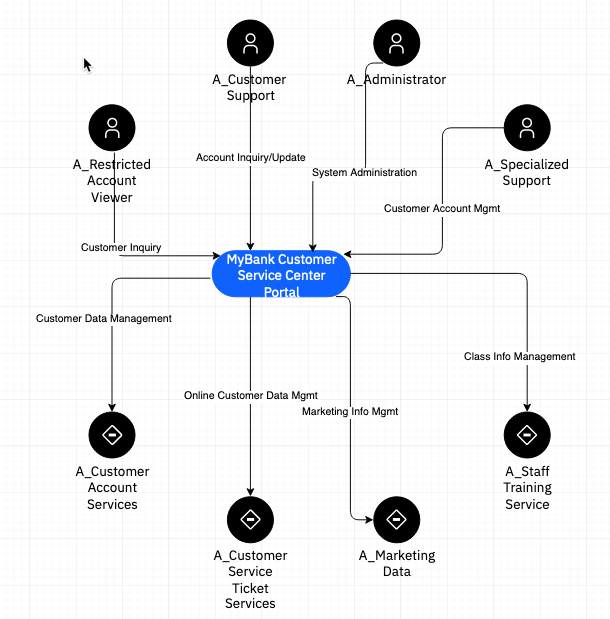 A_Customer
Support
A_Administrator
A_Restricted
Account
Viewer
A_Specialized
Support
Account Inquiry/Update
System Administration
Customer Account Mgmt
Customer Inquiry
MyBank Customer
Service Center
Portal
Customer Data Management
Class Info Management
Online Customer Data Mgmt
Marketing Info Mgmt
A_Customer
Account
Services
A_Staff
Training
Service
A_Customer
Service
Ticket
Services
A_Marketing
Data